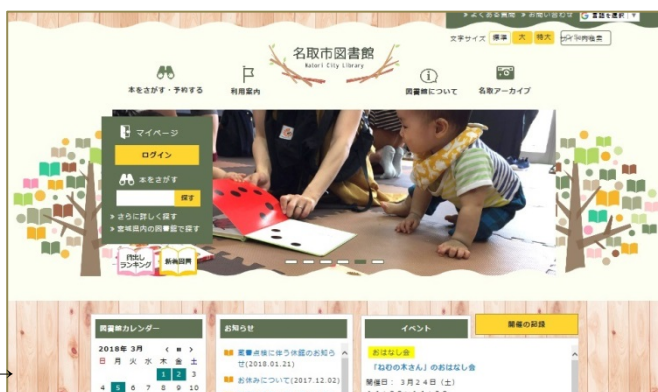 よくある質問 お問い合わせ 言語を選択
文字サイズ 標準 大 特大
名取市図書館
Natori City Library
本をさがす・予約する 利用案内 図書館について 名取アーカイブ
マイページ
ログイン
本をさがす
探す
さらに詳しく探す
宮城県内の図書館で探す
貸出しランキング 新着図書
図書館カレンダー お知らせ イベント 開催の記録
2018年 3月
日 月 火 水 木 金 土
1 2 3
4 5 6 7 8 9 10
蔵書点検に伴う休館のお知らせ(2018.01.21)
お休みについて(2017.12.02)
おはなし会
「ねむの木さん」のおはなし会
開催日： 3月24日（土）